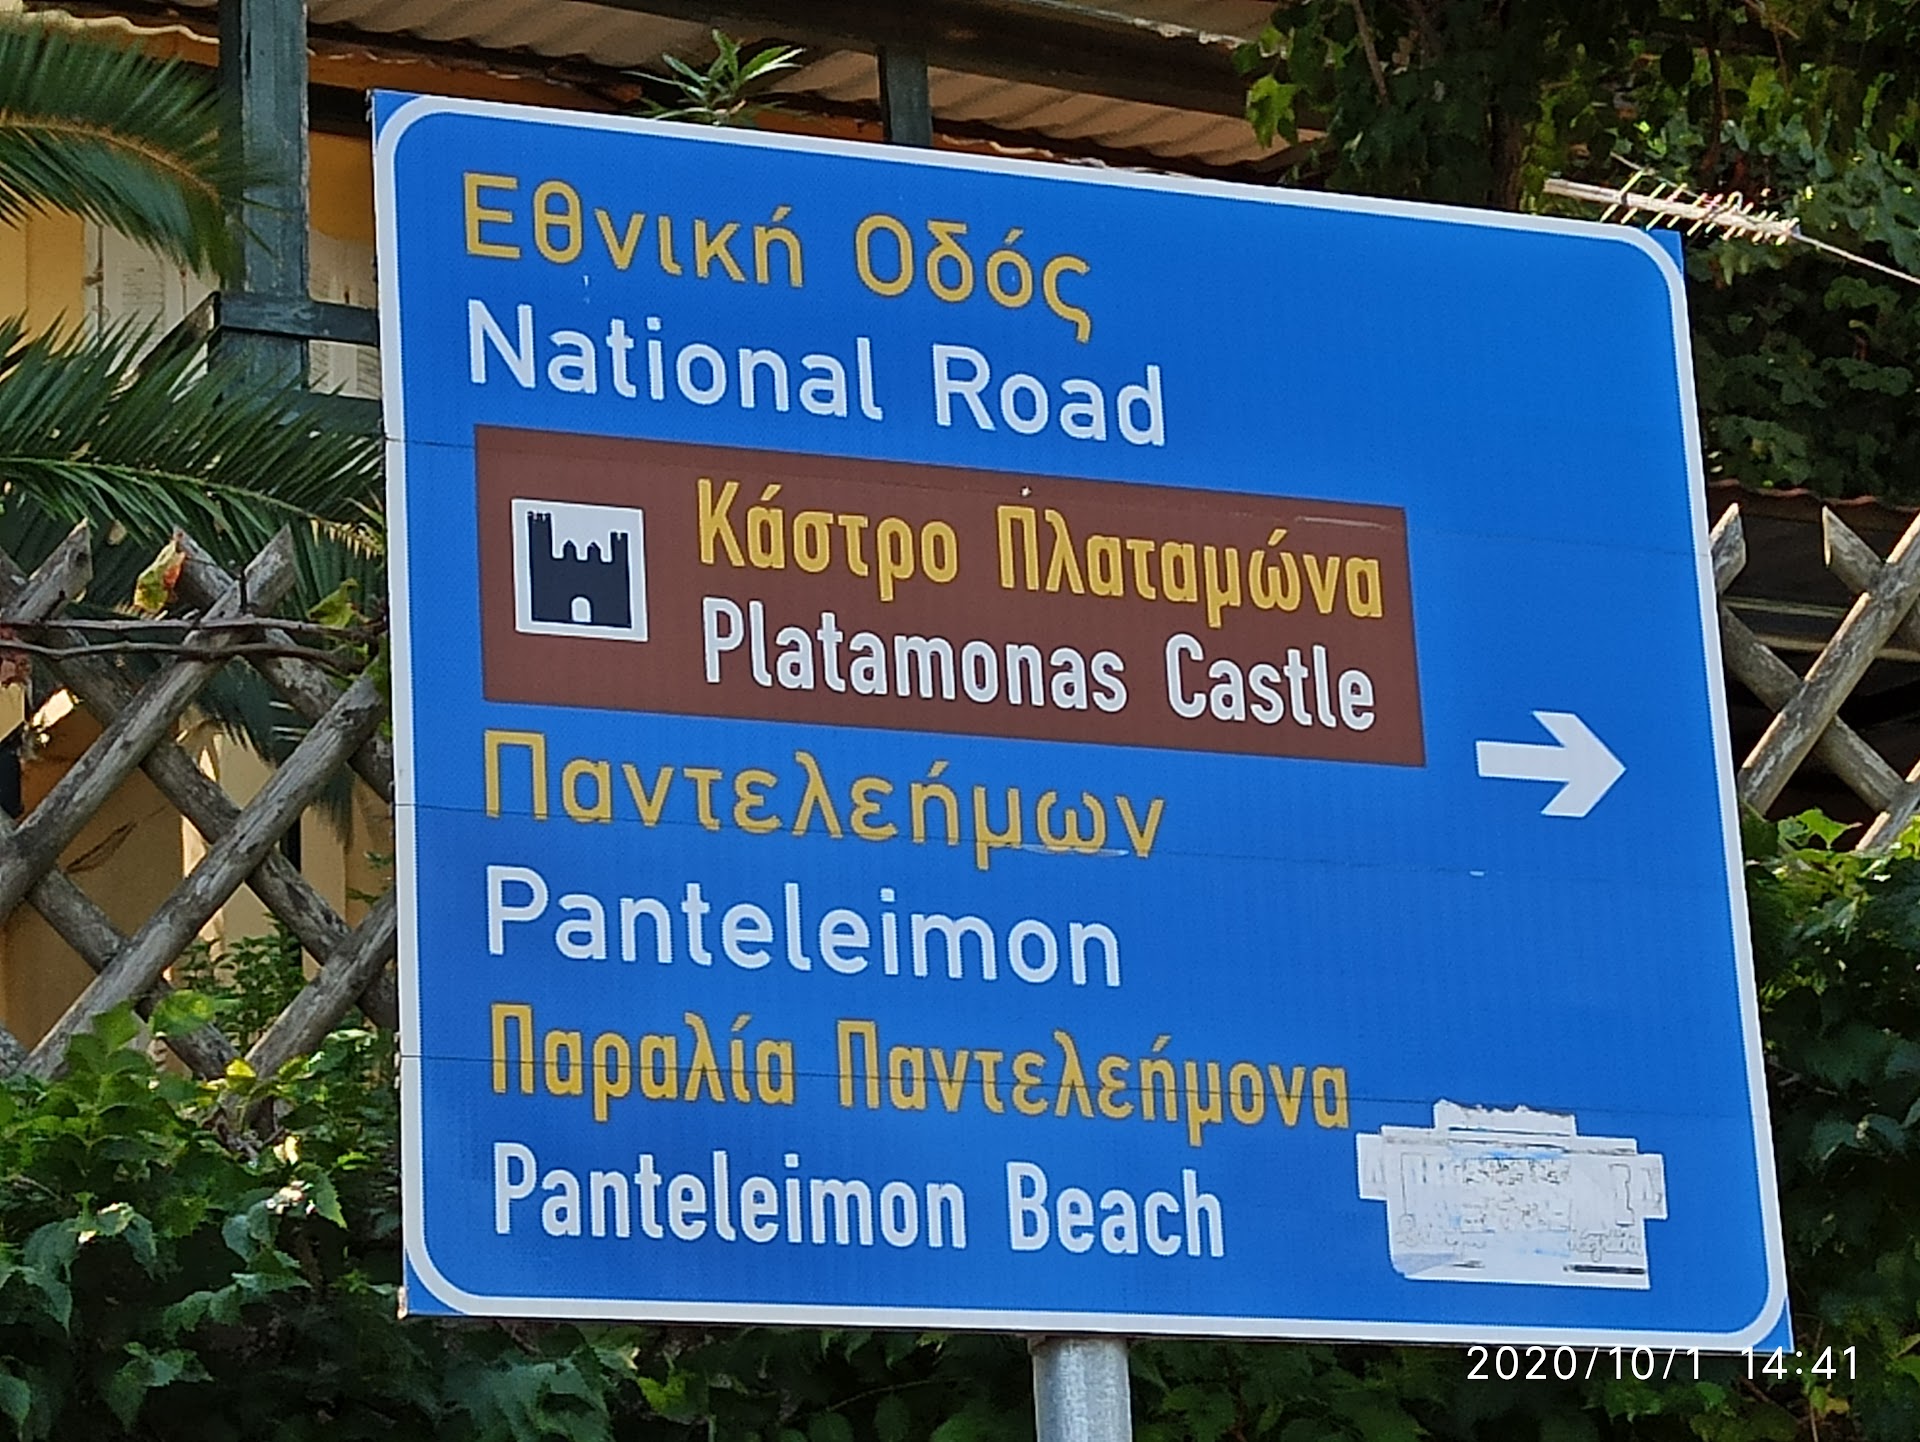 Εθνική Οδός
National Road
Κάστρο Πλαταμώνα
Platamonas Castle
Παντελεήμων
Panteleimon
Παραλία Παντελεήμονα
Panteleimon Beach
2020/10/1 14:41